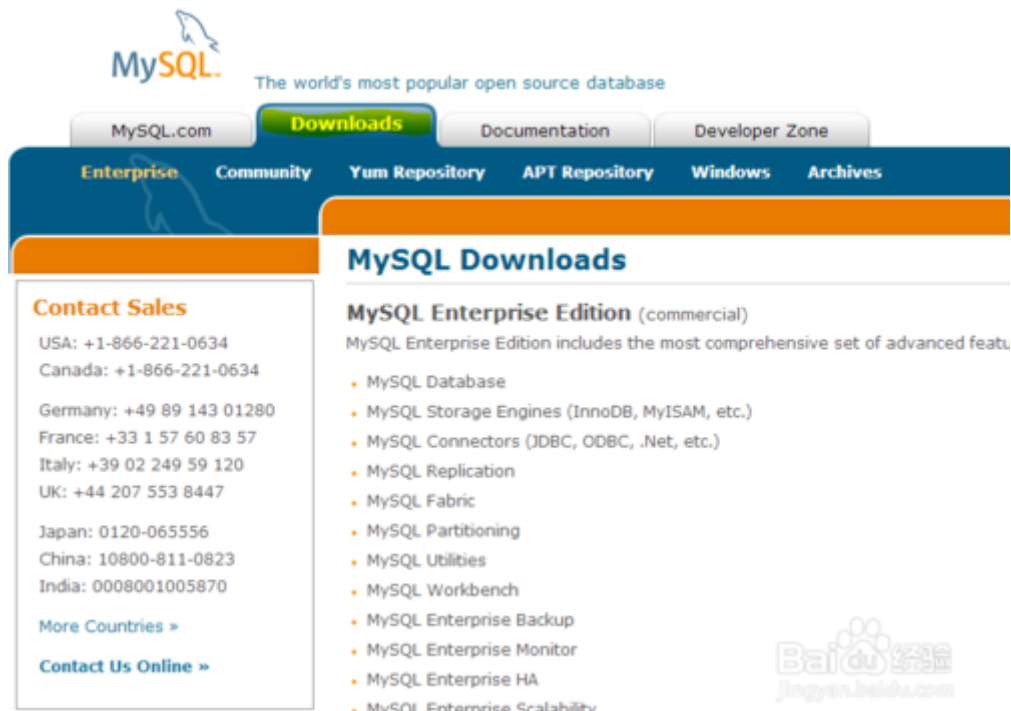 MySQL
The world's most popular open source database
MySQL.com
Downloads
Documentation
Developer Zone
Enterprise
Community
Yum Repository
APT Repository
Windows
Archives
MySQL Downloads
Contact Sales
USA: +1-866-221-0634
Canada: +1-866-221-0634
Germany: +49 89 143 01280
France: +33 1 57 60 83 57
Italy: +39 02 249 59 120
UK: +44 207 553 8447
Japan: 0120-065556
China: 10800-811-0823
India: 0008001005870
More Countries »
Contact Us Online »
MySQL Enterprise Edition (commercial)
MySQL Enterprise Edition includes the most comprehensive set of advanced featu
• MySQL Database
• MySQL Storage Engines (InnoDB, MyISAM, etc.)
• MySQL Connectors (JDBC, ODBC, .Net, etc.)
• MySQL Replication
• MySQL Fabric
• MySQL Partitioning
• MySQL Utilities
• MySQL Workbench
• MySQL Enterprise Backup
• MySQL Enterprise Monitor
• MySQL Enterprise HA
• MySQL Enterprise Scalability
Baidu 经验
jingyan.baidu.com